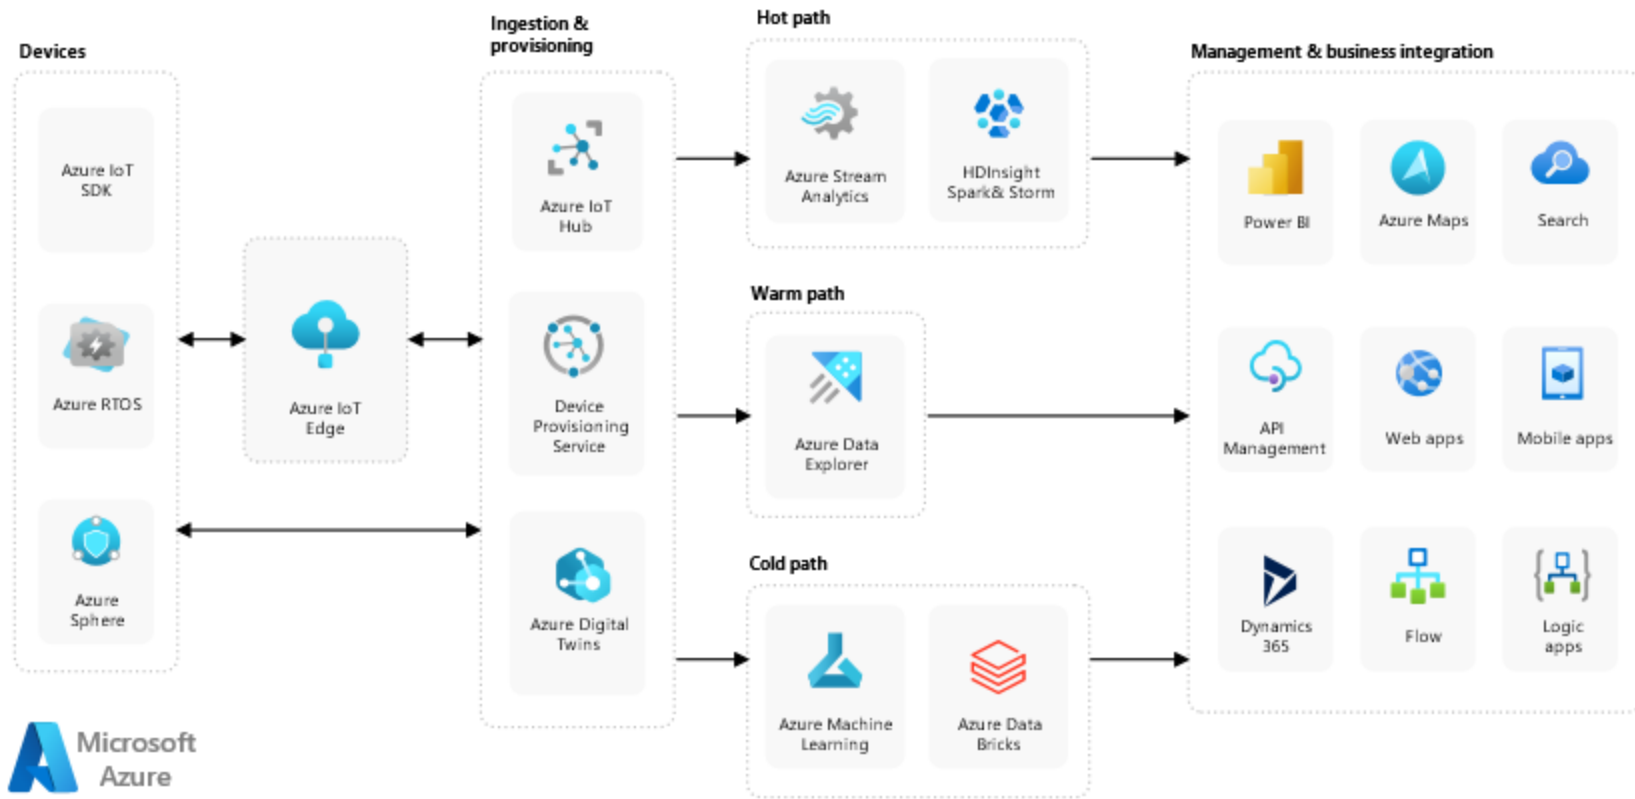 Devices
Azure IoT
SDK
Azure RTOS
Azure
Sphere
Azure IoT
Edge
Ingestion &
provisioning
Azure IoT
Hub
Device
Provisioning
Service
Azure Digital
Twins
Hot path
Azure Stream
Analytics
HDInsight
Spark& Storm
Warm path
Azure Data
Explorer
Cold path
Azure Machine
Learning
Azure Data
Bricks
Management & business integration
Power BI
Azure Maps
Search
API
Management
Web apps
Mobile apps
Dynamics
365
Flow
Logic
apps
Microsoft
Azure